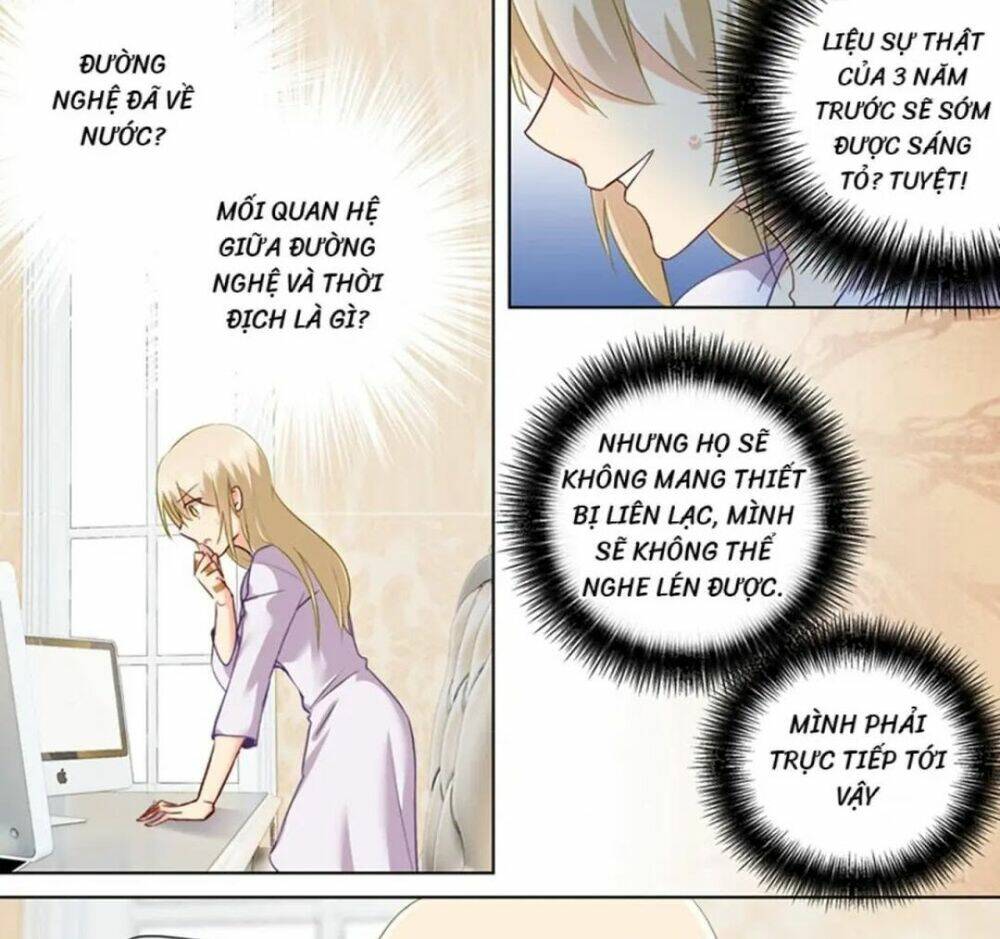 ĐƯỜNG
NGHỆ ĐÃ VỀ
NƯỚC?
MỐI QUAN HỆ
GIỮA ĐƯỜNG
NGHỆ VÀ THỜI
ĐỊCH LÀ GÌ?
LIỆU SỰ THẬT
CỦA 3 NĂM
TRƯỚC SẼ SỚM
ĐƯỢC SÁNG
TỎ? TUYỆT!
NHƯNG HỌ SẼ
KHÔNG MANG THIẾT
BỊ LIÊN LẠC, MÌNH
SẼ KHÔNG THỂ
NGHE LÉN ĐƯỢC.
MÌNH PHẢI
TRỰC TIẾP TỚI
VẬY